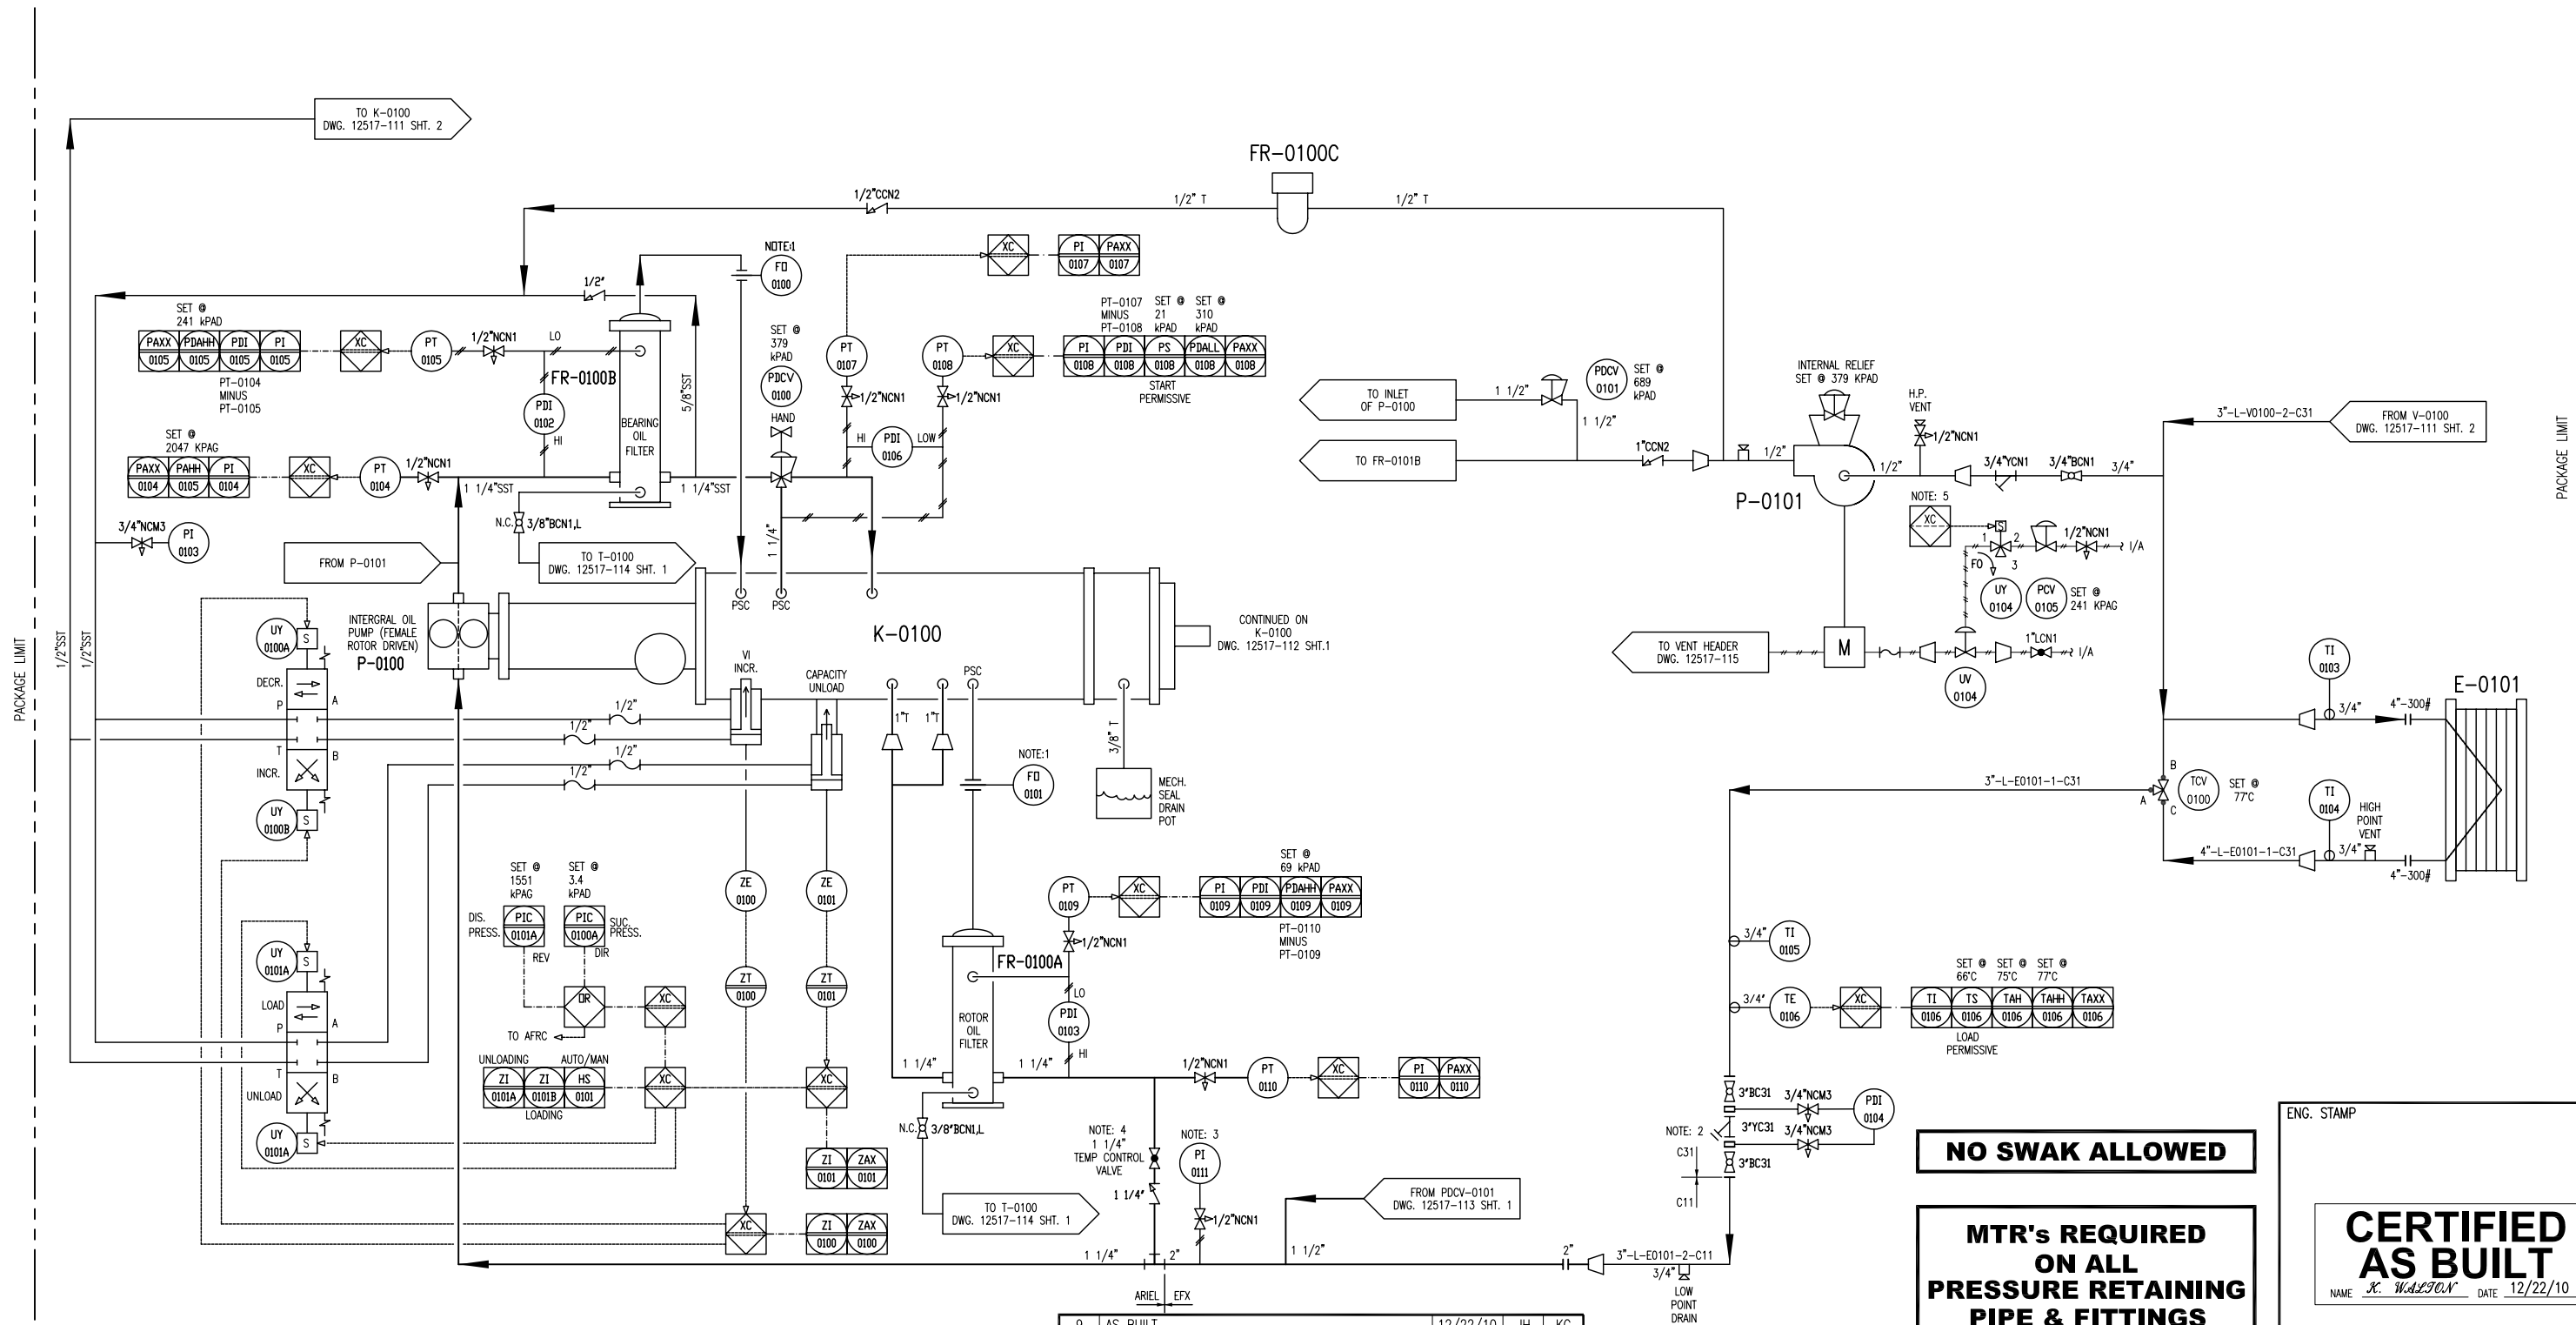 TO K-0100
DWG. 12517-111 SHT. 2
PACKAGE LIMIT
1/2"SST
1/2"SST
FR-0100C
1/2"CCN2
1/2" T
1/2" T
NOTE:1
FO
0100
XC
PI
0107
PAXX
0107
1/2"
SET @
241 kPAD
PAXX
0105
PDAHH
0105
PDI
0105
PI
0105
XC
PT
0105
1/2"NCN1
LO
PT-0104
MINUS
PT-0105
FR-0100B
PDI
0102
HI
BEARING
OIL
FILTER
5/8"SST
SET @
379
kPAD
PDCV
0100
HAND
PT
0107
1/2"NCN1
PT
0108
1/2"NCN1
XC
PT-0107
MINUS
PT-0108
SET @
21
kPAD
SET @
310
kPAD
PI
0108
PDI
0108
PS
0108
PDALL
0108
PAXX
0108
START
PERMISSIVE
HI
PDI
0106
LOW
SET @
2047 KPAG
PAXX
0104
PAHH
0105
PI
0104
XC
PT
0104
1/2"NCN1
1 1/4"SST
1 1/4"SST
3/4"NCM3
PI
0103
N.C.
3/8"BCN1,L
1 1/4"
FROM P-0101
TO T-0100
DWG. 12517-114 SHT. 1
TO INLET
OF P-0100
1 1/2"
PDCV
0101
SET @
689
kPAD
1 1/2"
TO FR-0101B
1"CCN2
1/2"
INTERNAL RELIEF
SET @ 379 KPAD
P-0101
H.P.
VENT
1/2"NCN1
1/2"
3/4"YCN1
3/4"BCN1
3/4"
3"-L-V0100-2-C31
FROM V-0100
DWG. 12517-111 SHT. 2
PACKAGE LIMIT
NOTE: 5
XC
S
1
2
3
FO
1/2"NCN1
I/A
UY
0104
PCV
0105
SET @
241 KPAG
TO VENT HEADER
DWG. 12517-115
M
1"LCN1
I/A
UV
0104
INTERGRAL OIL
PUMP (FEMALE
ROTOR DRIVEN)
P-0100
PSC
PSC
K-0100
CONTINUED ON
K-0100
DWG. 12517-112 SHT.1
VI
INCR.
CAPACITY
UNLOAD
PSC
1"T
1"T
3/8" T
MECH.
SEAL
DRAIN
POT
UY
0100A
S
DECR.
P
A
T
B
INCR.
UY
0100B
S
1/2"
1/2"
1/2"
1/2"
NOTE:1
FO
0101
TI
0103
3/4"
4"-300#
E-0101
B
A
C
TCV
0100
SET @
77°C
3"-L-E0101-1-C31
TI
0104
HIGH
POINT
VENT
4"-L-E0101-1-C31
3/4"
4"-300#
SET @
1551
kPAG
SET @
3.4
kPAD
DIS.
PRESS.
PIC
0101A
REV
PIC
0100A
SUC.
PRESS.
DIR
OR
XC
TO AFRC
ZE
0100
ZE
0101
ZT
0100
ZT
0101
PT
0109
XC
SET @
69 kPAD
PI
0109
PDI
0109
PDAHH
0109
PAXX
0109
PT-0110
MINUS
PT-0109
1/2"NCN1
FR-0100A
ROTOR
OIL
FILTER
LO
PDI
0103
HI
UY
0101A
S
LOAD
P
A
T
B
UNLOAD
UY
0101A
S
UNLOADING
AUTO/MAN
ZI
0101A
ZI
0101B
HS
0101
LOADING
XC
XC
ZI
0101
ZAX
0101
XC
ZI
0100
ZAX
0100
1 1/4"
1 1/4"
1/2"NCN1
PT
0110
XC
PI
0110
PAXX
0110
N.C.
3/8"BCN1,L
TO T-0100
DWG. 12517-114 SHT. 1
NOTE: 4
1 1/4"
TEMP CONTROL
VALVE
1 1/4"
NOTE: 3
PI
0111
1/2"NCN1
FROM PDCV-0101
DWG. 12517-113 SHT. 1
1 1/2"
1 1/4"
2"
ARIEL
EFX
2"
3"-L-E0101-2-C11
3/4"
LOW
POINT
DRAIN
3/4"
TI
0105
3/4"
TE
0106
XC
SET @
66°C
SET @
75°C
SET @
77°C
TI
0106
TS
0106
TAH
0106
TAHH
0106
TAXX
0106
LOAD
PERMISSIVE
3"BC31
3/4"NCM3
PDI
0104
NOTE: 2
3"YC31
3/4"NCM3
C31
3"BC31
C11
NO SWAK ALLOWED
MTR's REQUIRED
ON ALL
PRESSURE RETAINING
PIPE & FITTINGS
ENG. STAMP
CERTIFIED
AS BUILT
NAME K. WALTON DATE 12/22/10
9 AS BUILT 12/22/10 JH KG